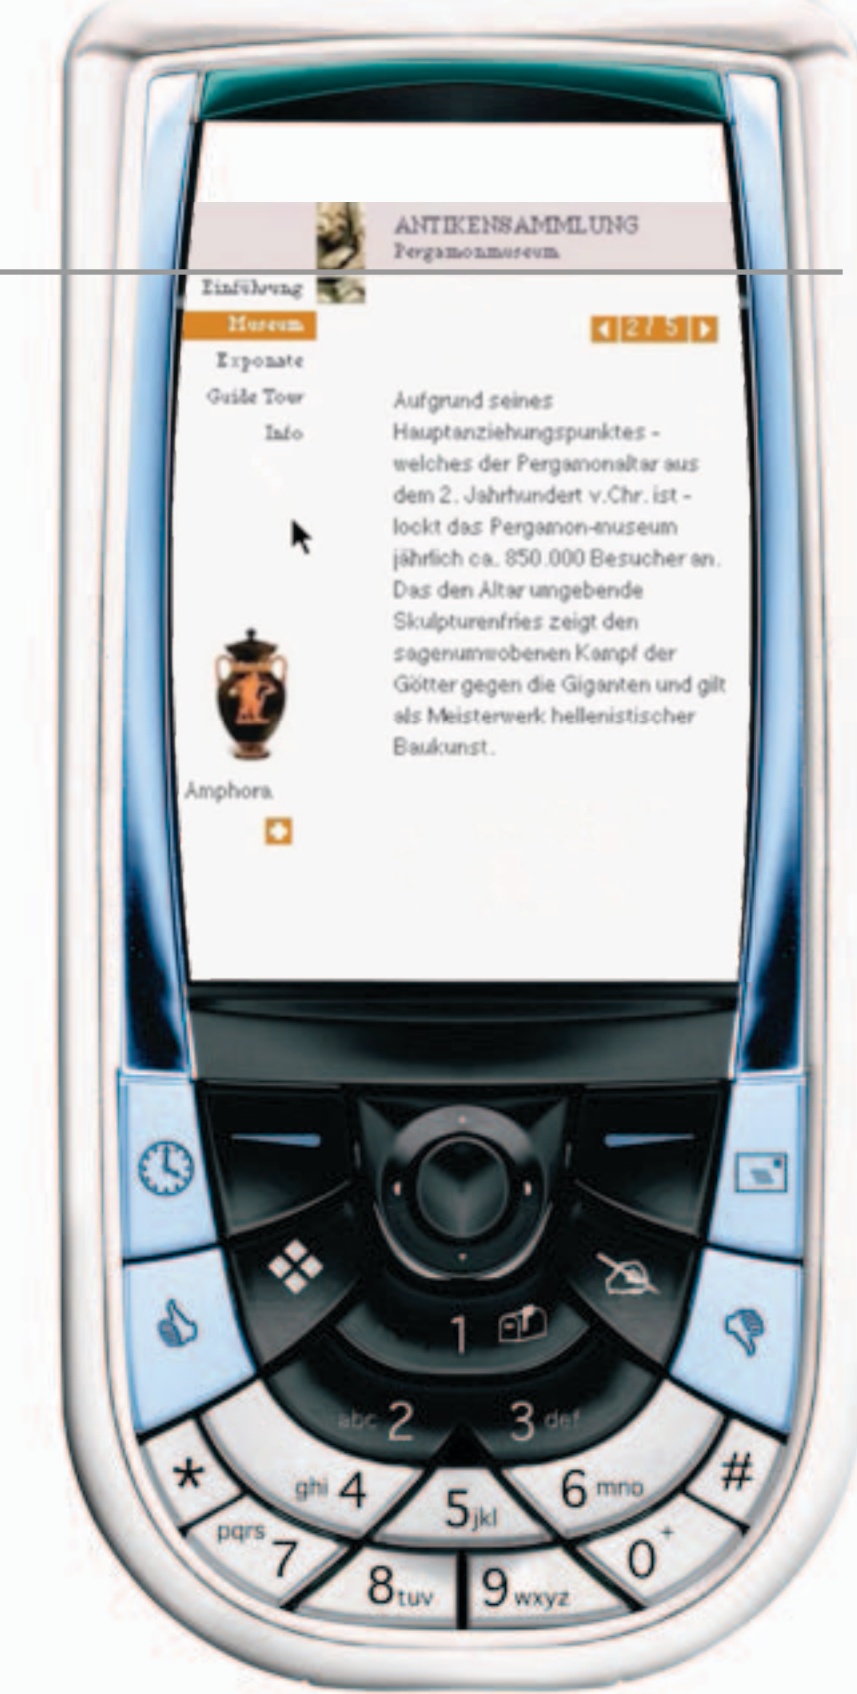 ANTIKENSAMMLUNG
Pergamonmuseum
Einführung
Museum
Exponate
Guide Tour
Info
2 / 5
Aufgrund seines
Hauptanziehungspunktes -
welches der Pergamonaltar aus
dem 2. Jahrhundert v.Chr. ist -
lockt das Pergamon-museum
jährlich ca. 850.000 Besucher an.
Das den Altar umgebende
Skulpturenfries zeigt den
sagenumwobenen Kampf der
Götter gegen die Giganten und gilt
als Meisterwerk hellenistischer
Baukunst.
Amphora
1
abc 2
3 def
*
ghi 4
5 jkl
6 mno
#
pqrs 7
8 tuv
9 wxyz
0 +